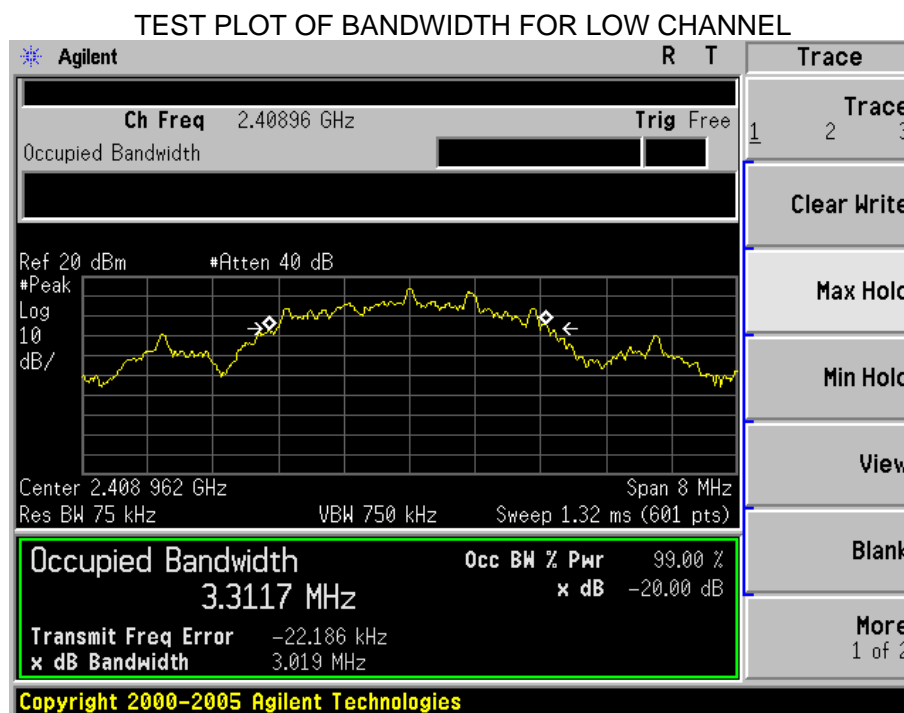 TEST PLOT OF BANDWIDTH FOR LOW CHANNEL
Agilent R T Trace
Ch Freq 2.40896 GHz Trig Free
Occupied Bandwidth
Trace
1 2 3
Clear Write
Ref 20 dBm #Atten 40 dB
#Peak
Log
10
dB/
Max Hold
Min Hold
View
Center 2.408 962 GHz Span 8 MHz
Res BW 75 kHz VBW 750 kHz Sweep 1.32 ms (601 pts)
Occupied Bandwidth Occ BW % Pwr 99.00 %
3.3117 MHz x dB -20.00 dB
Blank
Transmit Freq Error -22.186 kHz
x dB Bandwidth 3.019 MHz
More
1 of 2
Copyright 2000-2005 Agilent Technologies